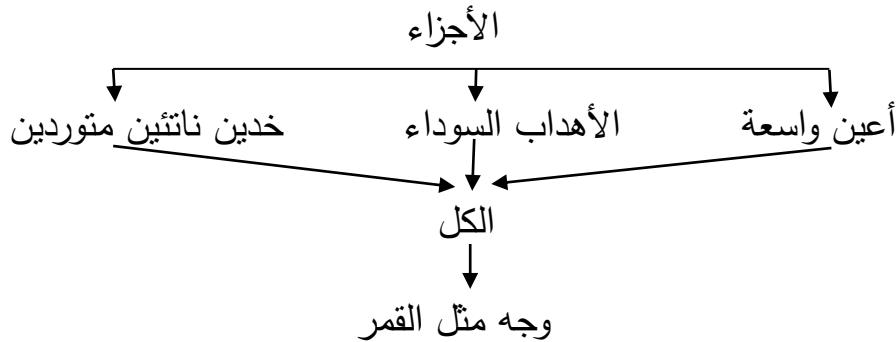 الأجزاء
أعين واسعة الأهداب السوداء خدين ناتئين متوردين
الكل
وجه مثل القمر